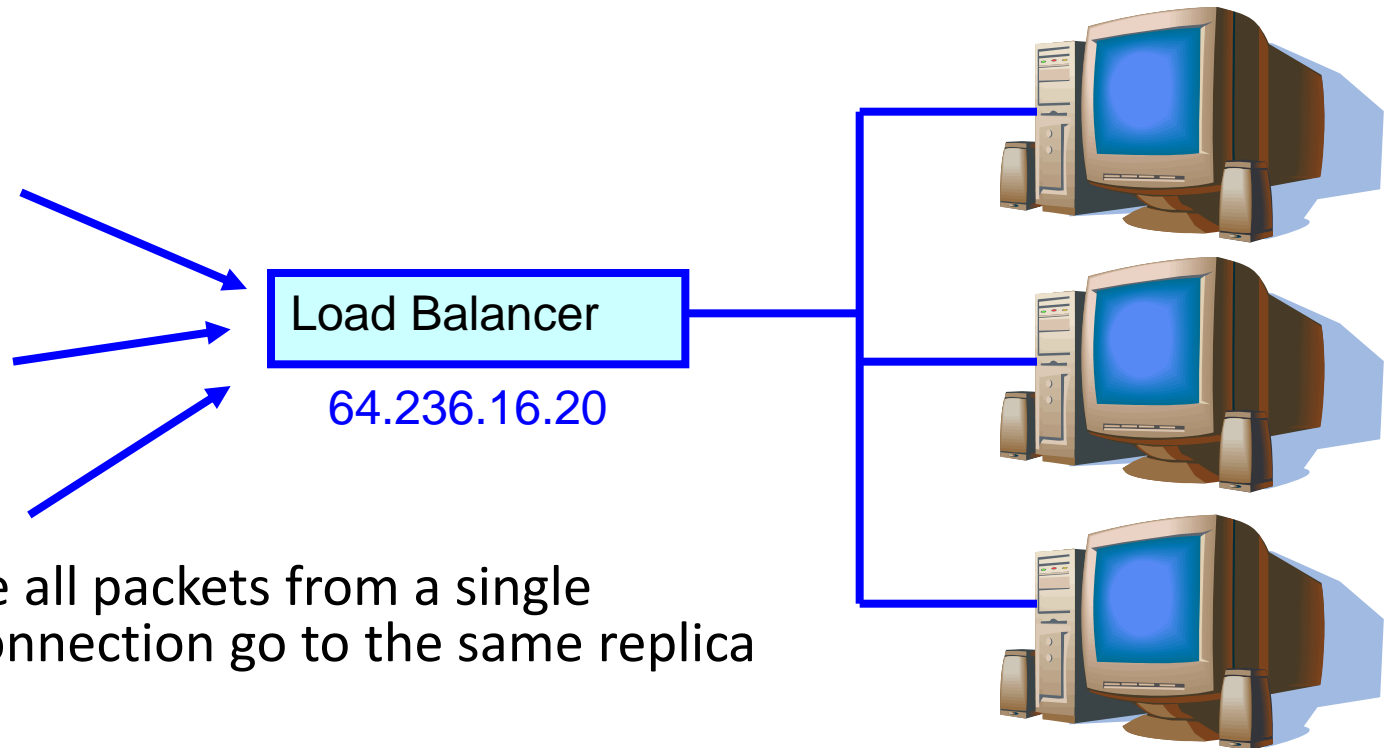 Load Balancer
64.236.16.20
e all packets from a single
onnection go to the same replica